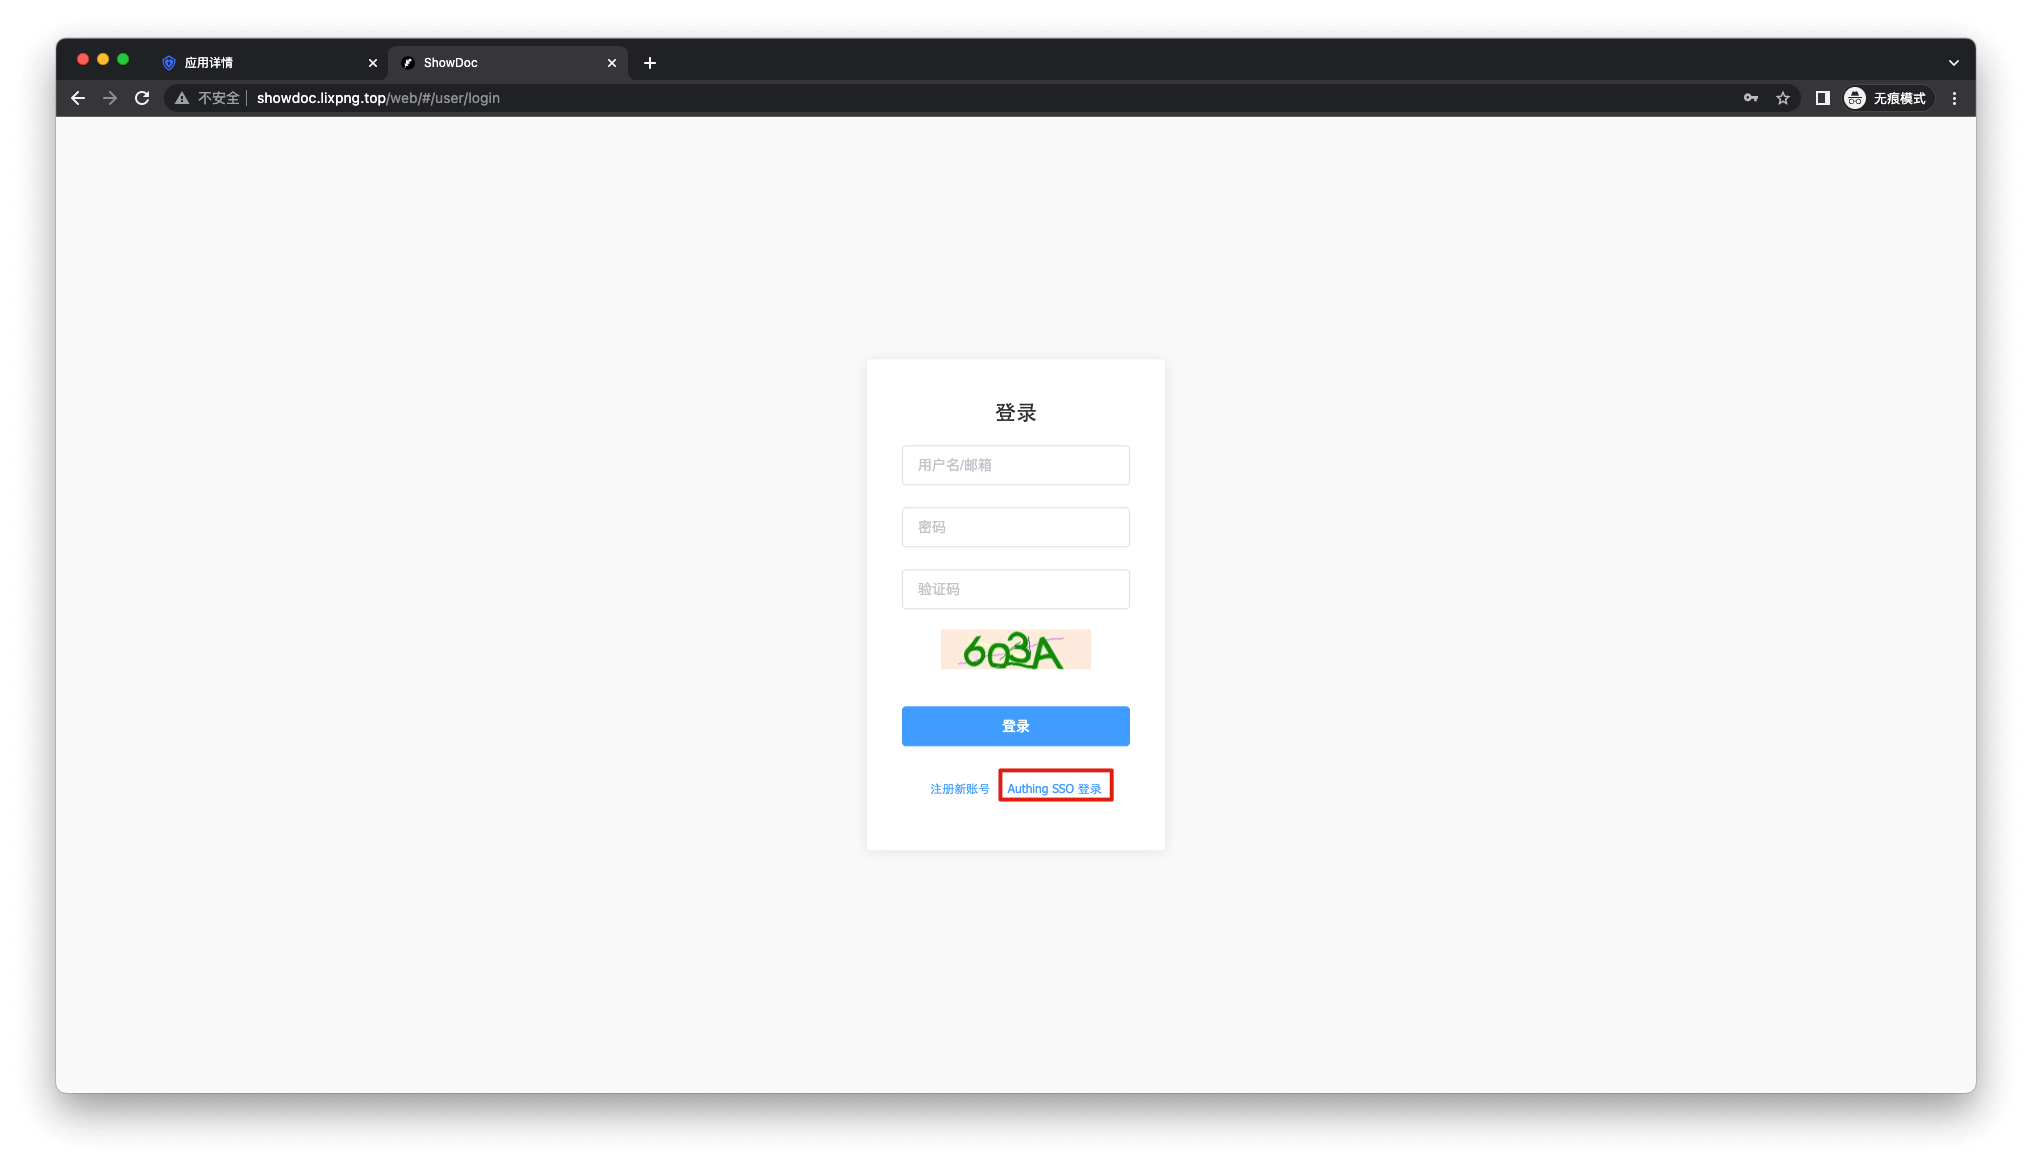 应用详情
ShowDoc
不安全 showdoc.lixpng.top/web/#/user/login
无痕模式
登录
用户名/邮箱
密码
验证码
603A
登录
注册新账号 Authing SSO 登录